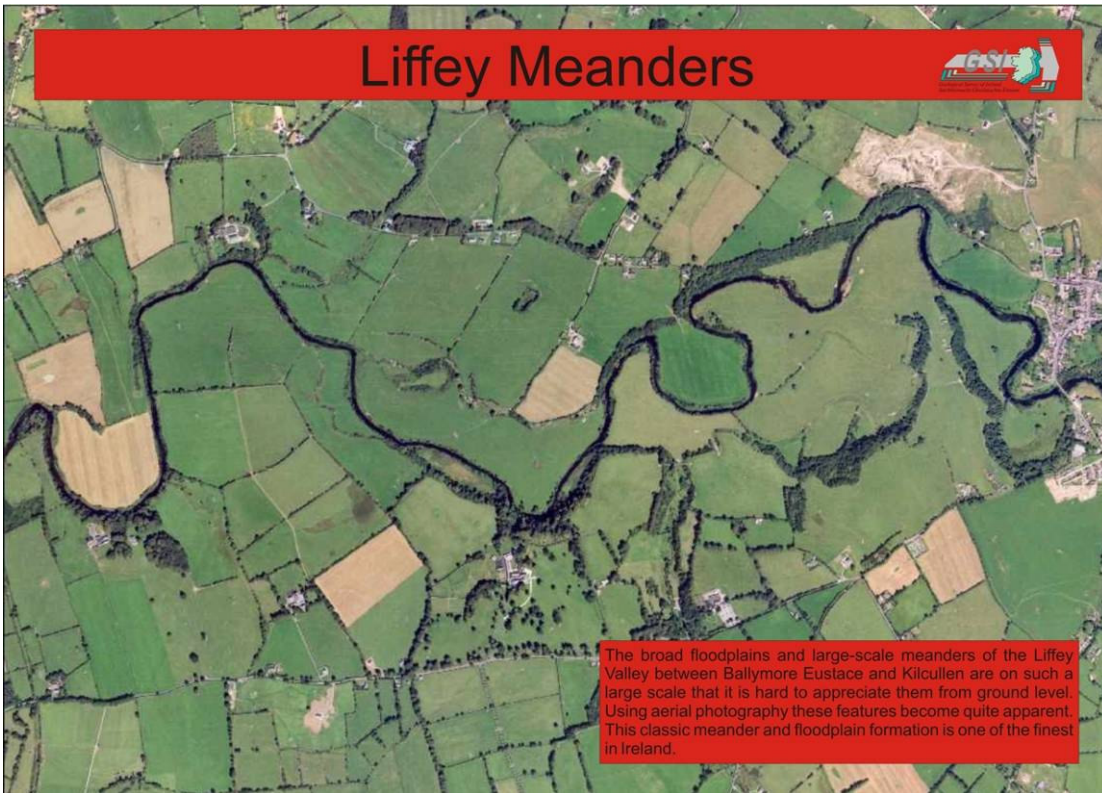 Liffey Meanders
GSI
The broad floodplains and large-scale meanders of the Liffey
Valley between Ballymore Eustace and Kilcullen are on such a
large scale that it is hard to appreciate them from ground level.
Using aerial photography these features become quite apparent.
This classic meander and floodplain formation is one of the finest
in Ireland.